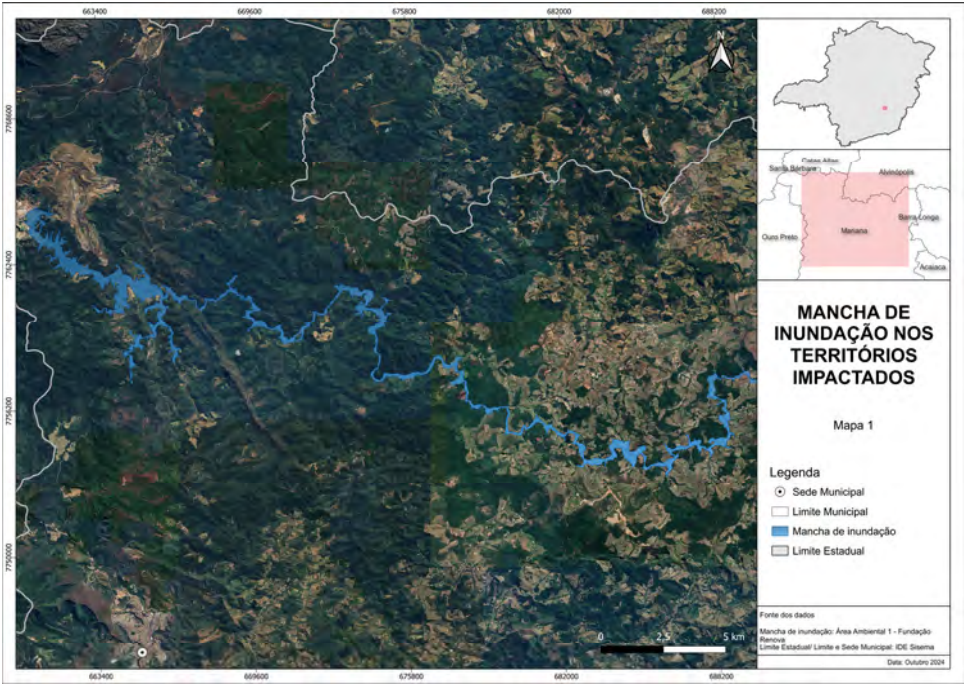 663400 669600 675800 682000 688200
N
7768600
7762400
7756200
7750000
0 2,5 5 km
663400 669600 675800 682000 688200
Catas Altas
Santa Bárbara
Alvinópolis
Barra Longa
Ouro Preto
Mariana
Acaiaca
MANCHA DE
INUNDAÇÃO NOS
TERRITÓRIOS
IMPACTADOS
Mapa 1
Legenda
Sede Municipal
Limite Municipal
Mancha de inundação
Limite Estadual
Fonte dos dados
Mancha de inundação: Área Ambiental 1 - Fundação
Renova
Limite Estadual/ Limite e Sede Municipal: IDE Sisema
Data: Outubro 2024